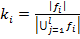 k_i = |f_i| / |⋃_{j=1}^{l} f_i|